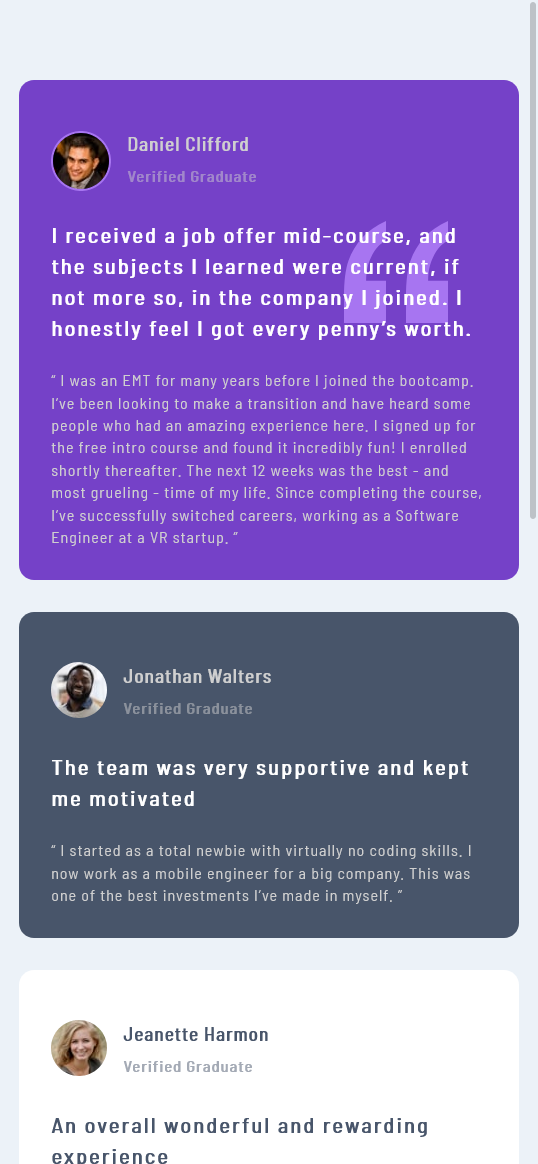 Daniel Clifford
Verified Graduate
I received a job offer mid-course, and
the subjects I learned were current, if
not more so, in the company I joined. I
honestly feel I got every penny’s worth.
“ I was an EMT for many years before I joined the bootcamp.
I’ve been looking to make a transition and have heard some
people who had an amazing experience here. I signed up for
the free intro course and found it incredibly fun! I enrolled
shortly thereafter. The next 12 weeks was the best - and
most grueling - time of my life. Since completing the course,
I’ve successfully switched careers, working as a Software
Engineer at a VR startup. ”
Jonathan Walters
Verified Graduate
The team was very supportive and kept
me motivated
“ I started as a total newbie with virtually no coding skills. I
now work as a mobile engineer for a big company. This was
one of the best investments I’ve made in myself. ”
Jeanette Harmon
Verified Graduate
An overall wonderful and rewarding
experience